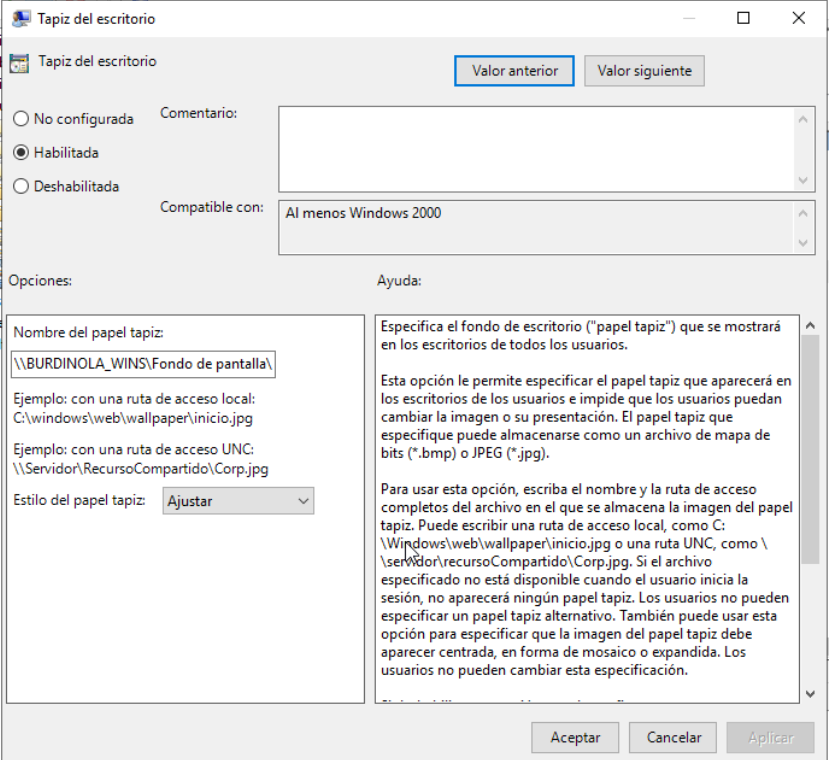 Tapiz del escritorio
Tapiz del escritorio
Valor anterior
Valor siguiente
No configurada
Habilitada
Deshabilitada
Comentario:
Compatible con:
Al menos Windows 2000
Opciones:
Ayuda:
Nombre del papel tapiz:
\\BURDINOLA_WINS\Fondo de pantalla\
Ejemplo: con una ruta de acceso local:
C:\windows\web\wallpaper\inicio.jpg
Ejemplo: con una ruta de acceso UNC:
\\Servidor\RecursoCompartido\Corp.jpg
Estilo del papel tapiz:
Ajustar
Especifica el fondo de escritorio ("papel tapiz") que se mostrará
en los escritorios de todos los usuarios.
Esta opción le permite especificar el papel tapiz que aparecerá en
los escritorios de los usuarios e impide que los usuarios puedan
cambiar la imagen o su presentación. El papel tapiz que
especifique puede almacenarse como un archivo de mapa de
bits (*.bmp) o JPEG (*.jpg).
Para usar esta opción, escriba el nombre y la ruta de acceso
completos del archivo en el que se almacena la imagen del papel
tapiz. Puede escribir una ruta de acceso local, como C:
\Windows\web\wallpaper\inicio.jpg o una ruta UNC, como \
\servidor\recursoCompartido\Corp.jpg. Si el archivo
especificado no está disponible cuando el usuario inicia la
sesión, no aparecerá ningún papel tapiz. Los usuarios no pueden
especificar un papel tapiz alternativo. También puede usar esta
opción para especificar que la imagen del papel tapiz debe
aparecer centrada, en forma de mosaico o expandida. Los
usuarios no pueden cambiar esta especificación.
Aceptar
Cancelar
Aplicar